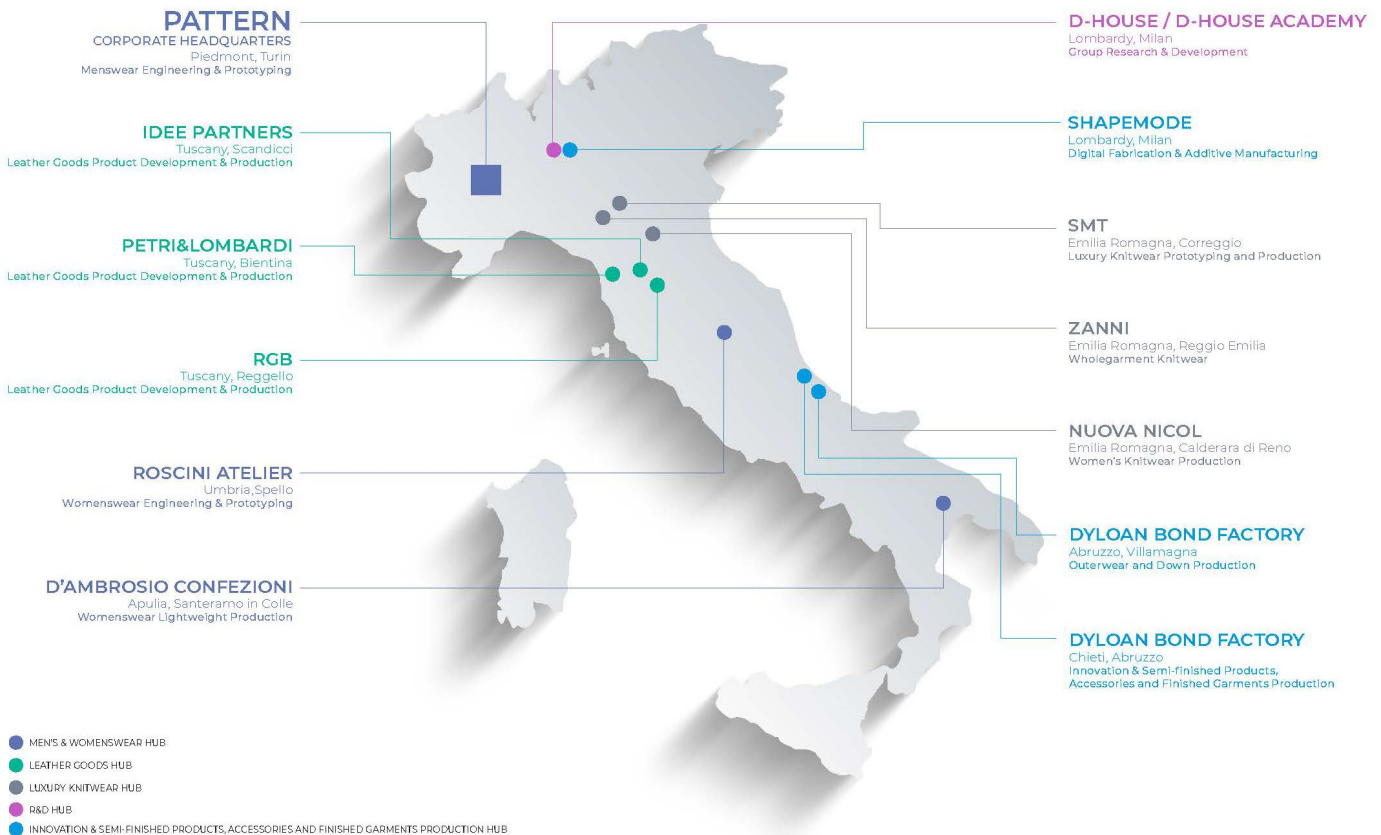 PATTERN
CORPORATE HEADQUARTERS
Piedmont, Turin
Menswear Engineering & Prototyping
IDEE PARTNERS
Tuscany, Scandicci
Leather Goods Product Development & Production
PETRI&LOMBARDI
Tuscany, Bientina
Leather Goods Product Development & Production
RGB
Tuscany, Reggello
Leather Goods Product Development & Production
ROSCINI ATELIER
Umbria,Spello
Womenswear Engineering & Prototyping
D'AMBROSIO CONFEZIONI
Apulia, Santeramo in Colle
Womenswear Lightweight Production
D-HOUSE / D-HOUSE ACADEMY
Lombardy, Milan
Group Research & Development
SHAPEMODE
Lombardy, Milan
Digital Fabrication & Additive Manufacturing
SMT
Emilia Romagna, Correggio
Luxury Knitwear Prototyping and Production
ZANNI
Emilia Romagna, Reggio Emilia
Wholegarment Knitwear
NUOVA NICOL
Emilia Romagna, Calderara di Reno
Women's Knitwear Production
DYLOAN BOND FACTORY
Abruzzo, Villamagna
Outerwear and Down Production
DYLOAN BOND FACTORY
Chieti, Abruzzo
Innovation & Semi-finished Products,
Accessories and Finished Garments Production
MEN'S & WOMENSWEAR HUB
LEATHER GOODS HUB
LUXURY KNITWEAR HUB
R&D HUB
INNOVATION & SEMI-FINISHED PRODUCTS, ACCESSORIES AND FINISHED GARMENTS PRODUCTION HUB